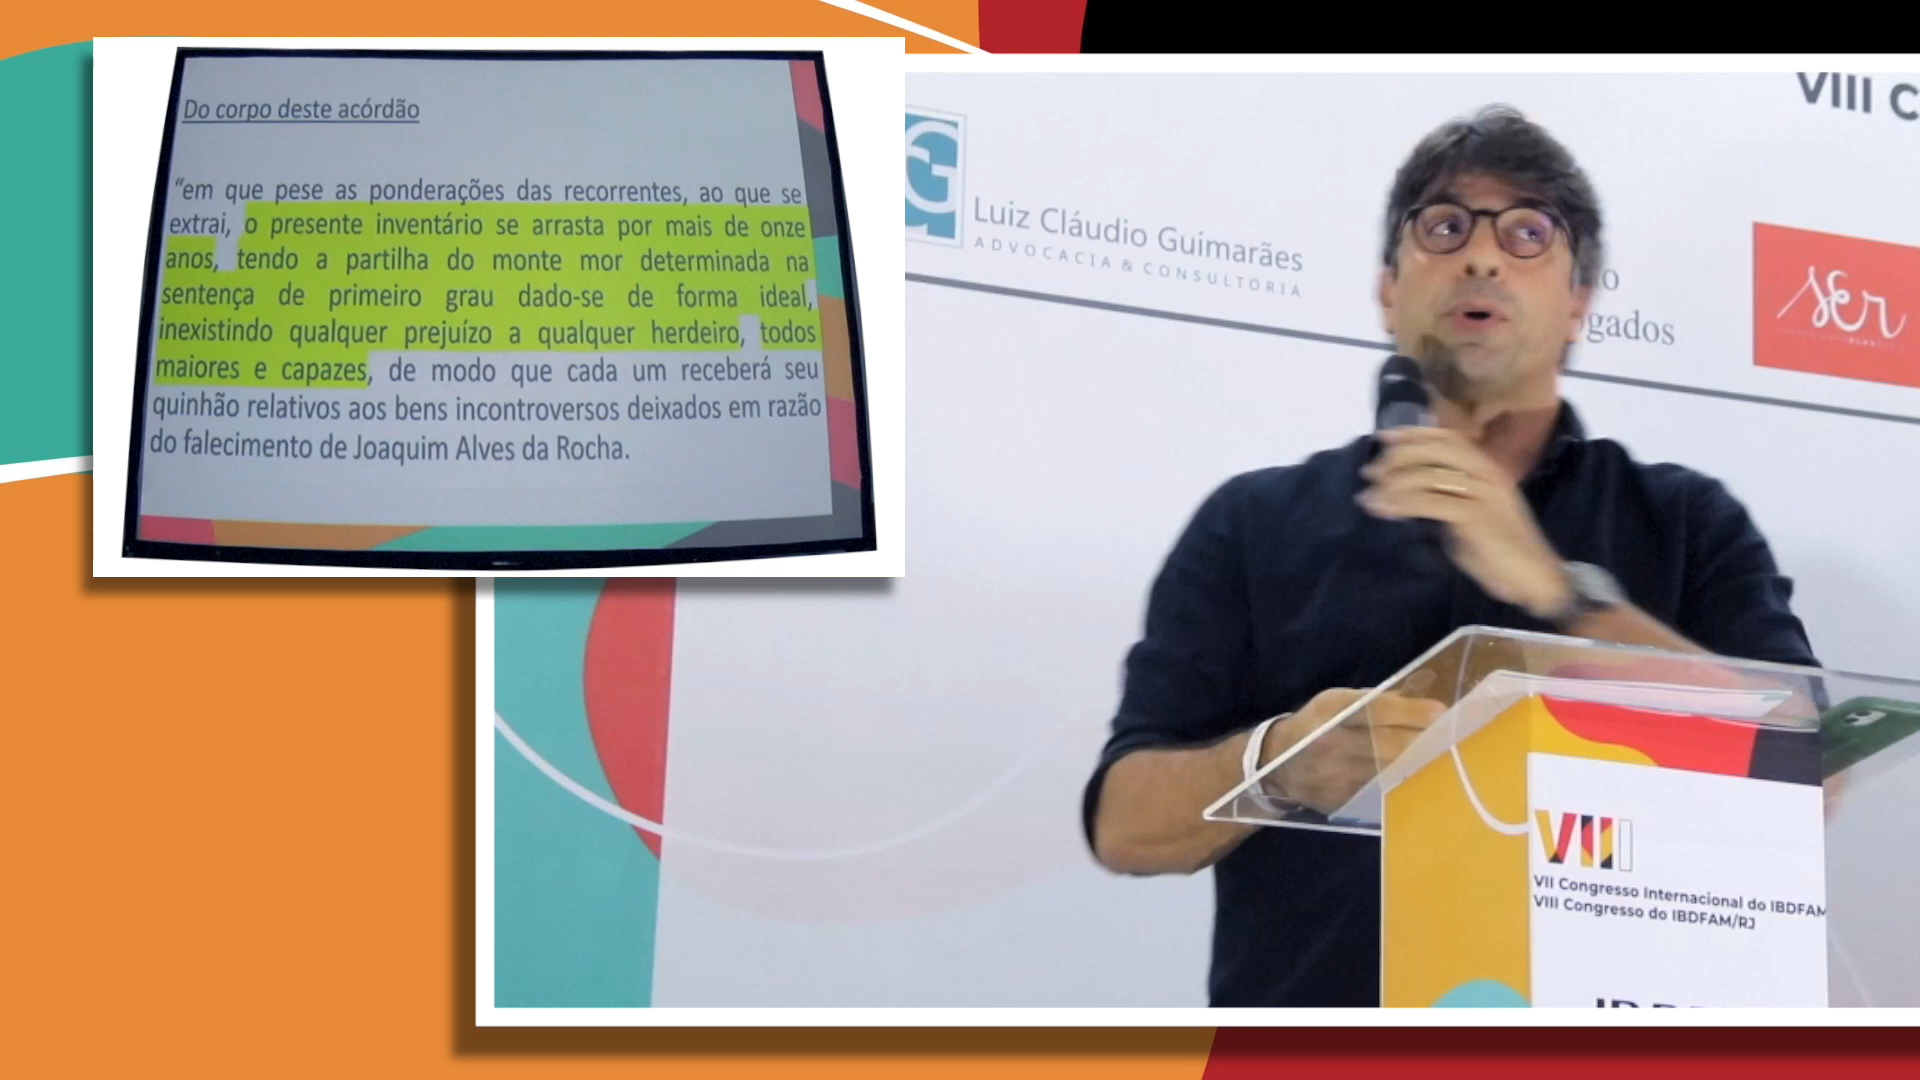 Do corpo deste acórdão
“em que pese as ponderações das recorrentes, ao que se
extrai, o presente inventário se arrasta por mais de onze
anos, tendo a partilha do monte mor determinada na
sentença de primeiro grau dado-se de forma ideal,
inexistindo qualquer prejuízo a qualquer herdeiro, todos
maiores e capazes, de modo que cada um receberá seu
quinhão relativos aos bens incontroversos deixados em razão
do falecimento de Joaquim Alves da Rocha.
VIII C
Luiz Cláudio Guimarães
ADVOCACIA & CONSULTORIA
ser
VIII
VII Congresso Internacional do IBDFAM
VIII Congresso do IBDFAM/RJ